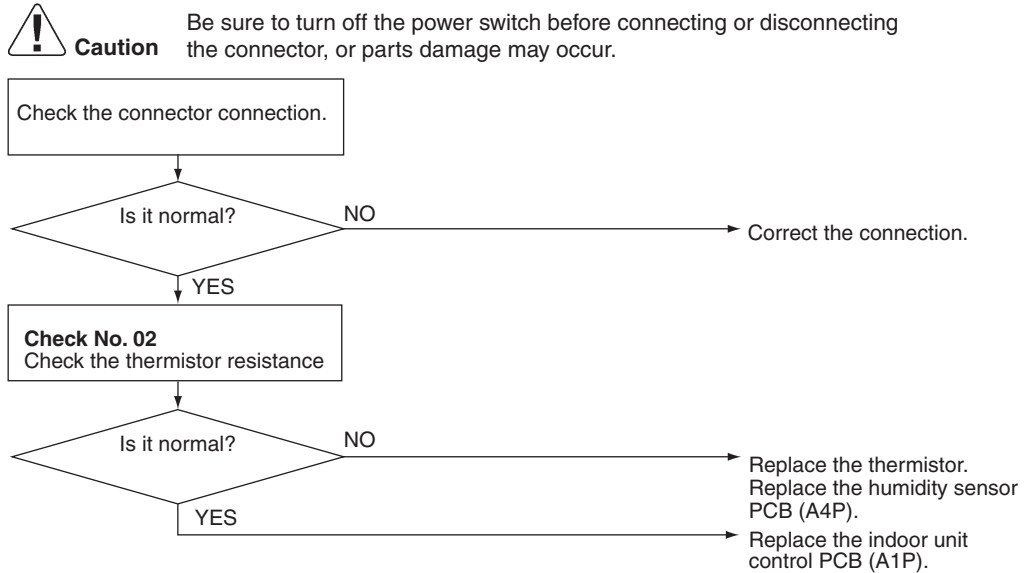 Caution
Be sure to turn off the power switch before connecting or disconnecting
the connector, or parts damage may occur.
Check the connector connection.
Is it normal?
NO
Correct the connection.
YES
Check No. 02
Check the thermistor resistance
Is it normal?
NO
Replace the thermistor.
Replace the humidity sensor
PCB (A4P).
YES
Replace the indoor unit
control PCB (A1P).